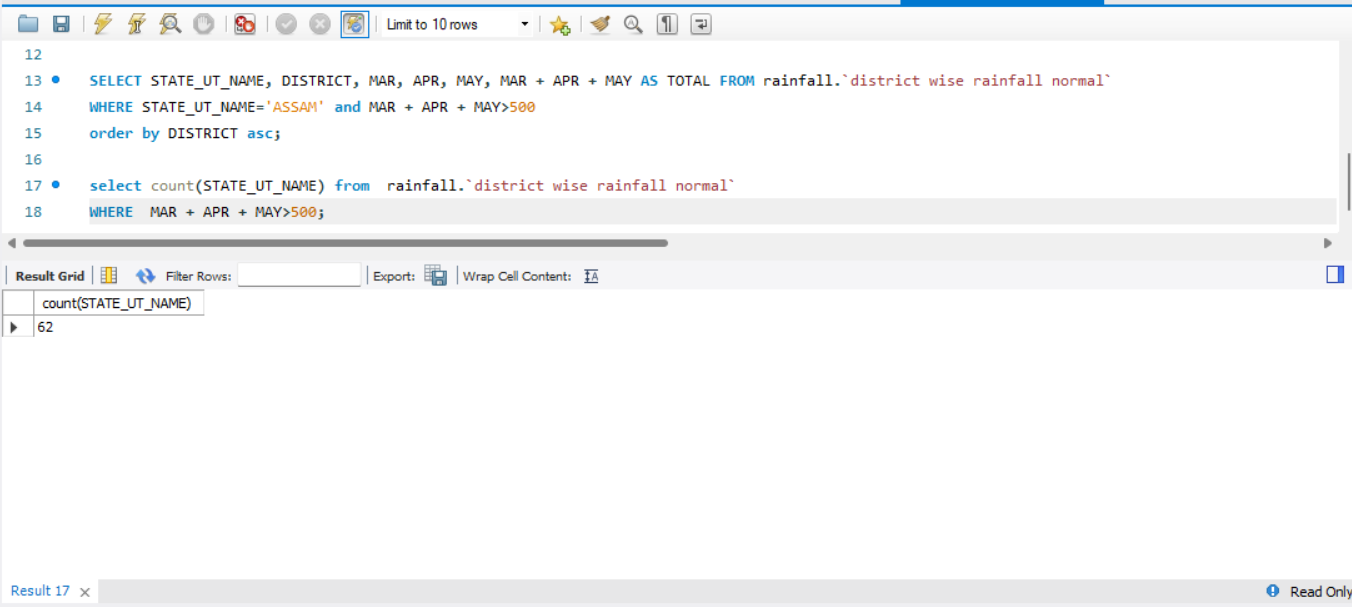 Limit to 10 rows
12
13 SELECT STATE_UT_NAME, DISTRICT, MAR, APR, MAY, MAR + APR + MAY AS TOTAL FROM rainfall.`district wise rainfall normal`
14 WHERE STATE_UT_NAME='ASSAM' and MAR + APR + MAY>500
15 order by DISTRICT asc;
16
17 select count(STATE_UT_NAME) from  rainfall.`district wise rainfall normal`
18 WHERE  MAR + APR + MAY>500;
Result Grid Filter Rows: Export: Wrap Cell Content: IA
count(STATE_UT_NAME)
62
Result 17 × Read Only